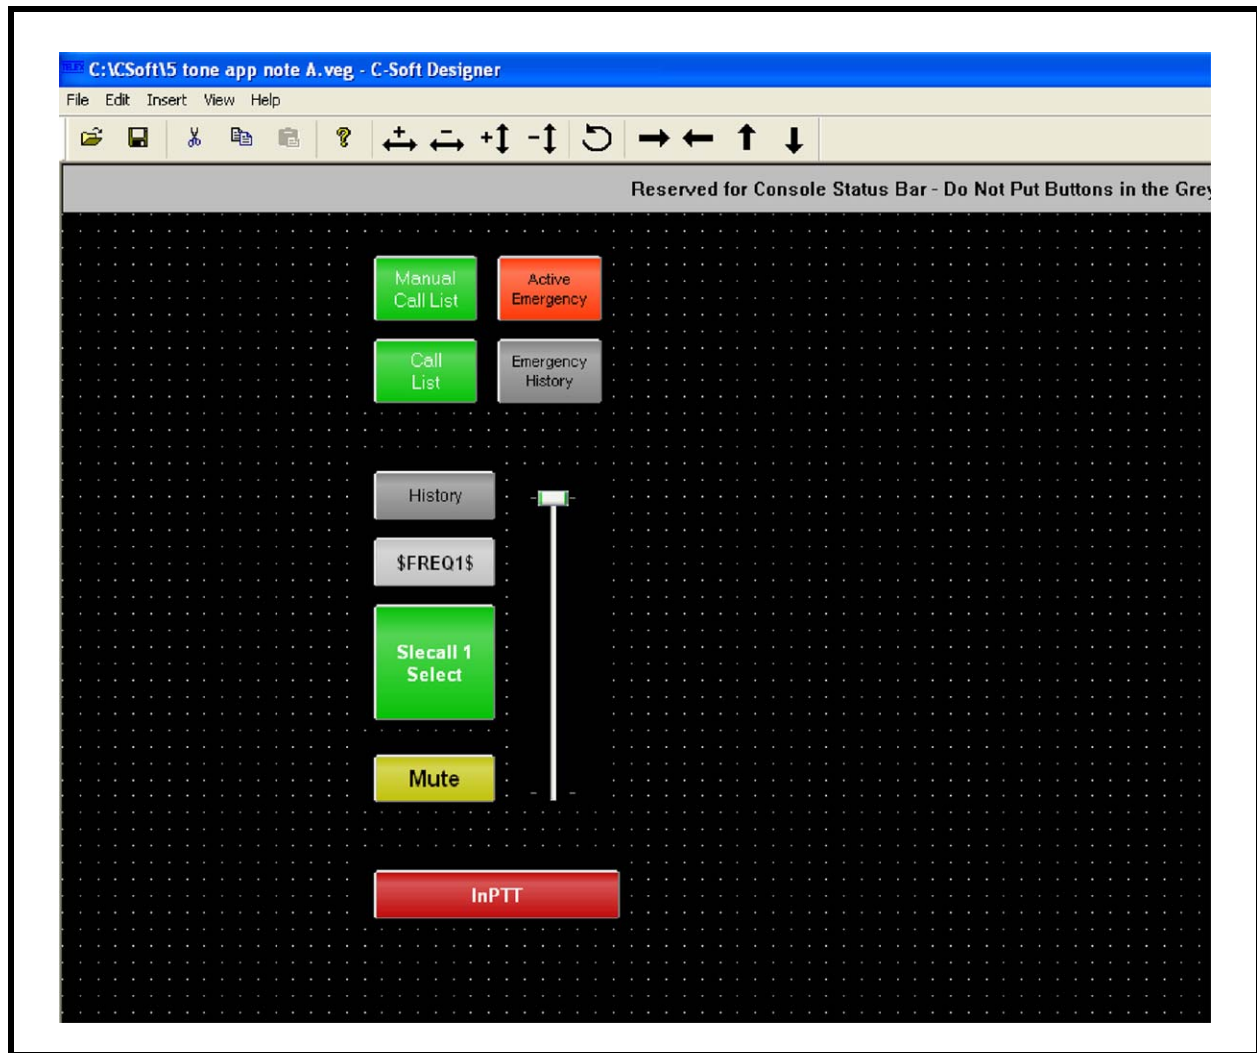 TELEX C:\CSoft\5 tone app note A.veg - C-Soft Designer
File Edit Insert View Help
Reserved for Console Status Bar - Do Not Put Buttons in the Grey
Manual
Call List
Active
Emergency
Call
List
Emergency
History
History
$FREQ1$
Slecall 1
Select
Mute
InPTT